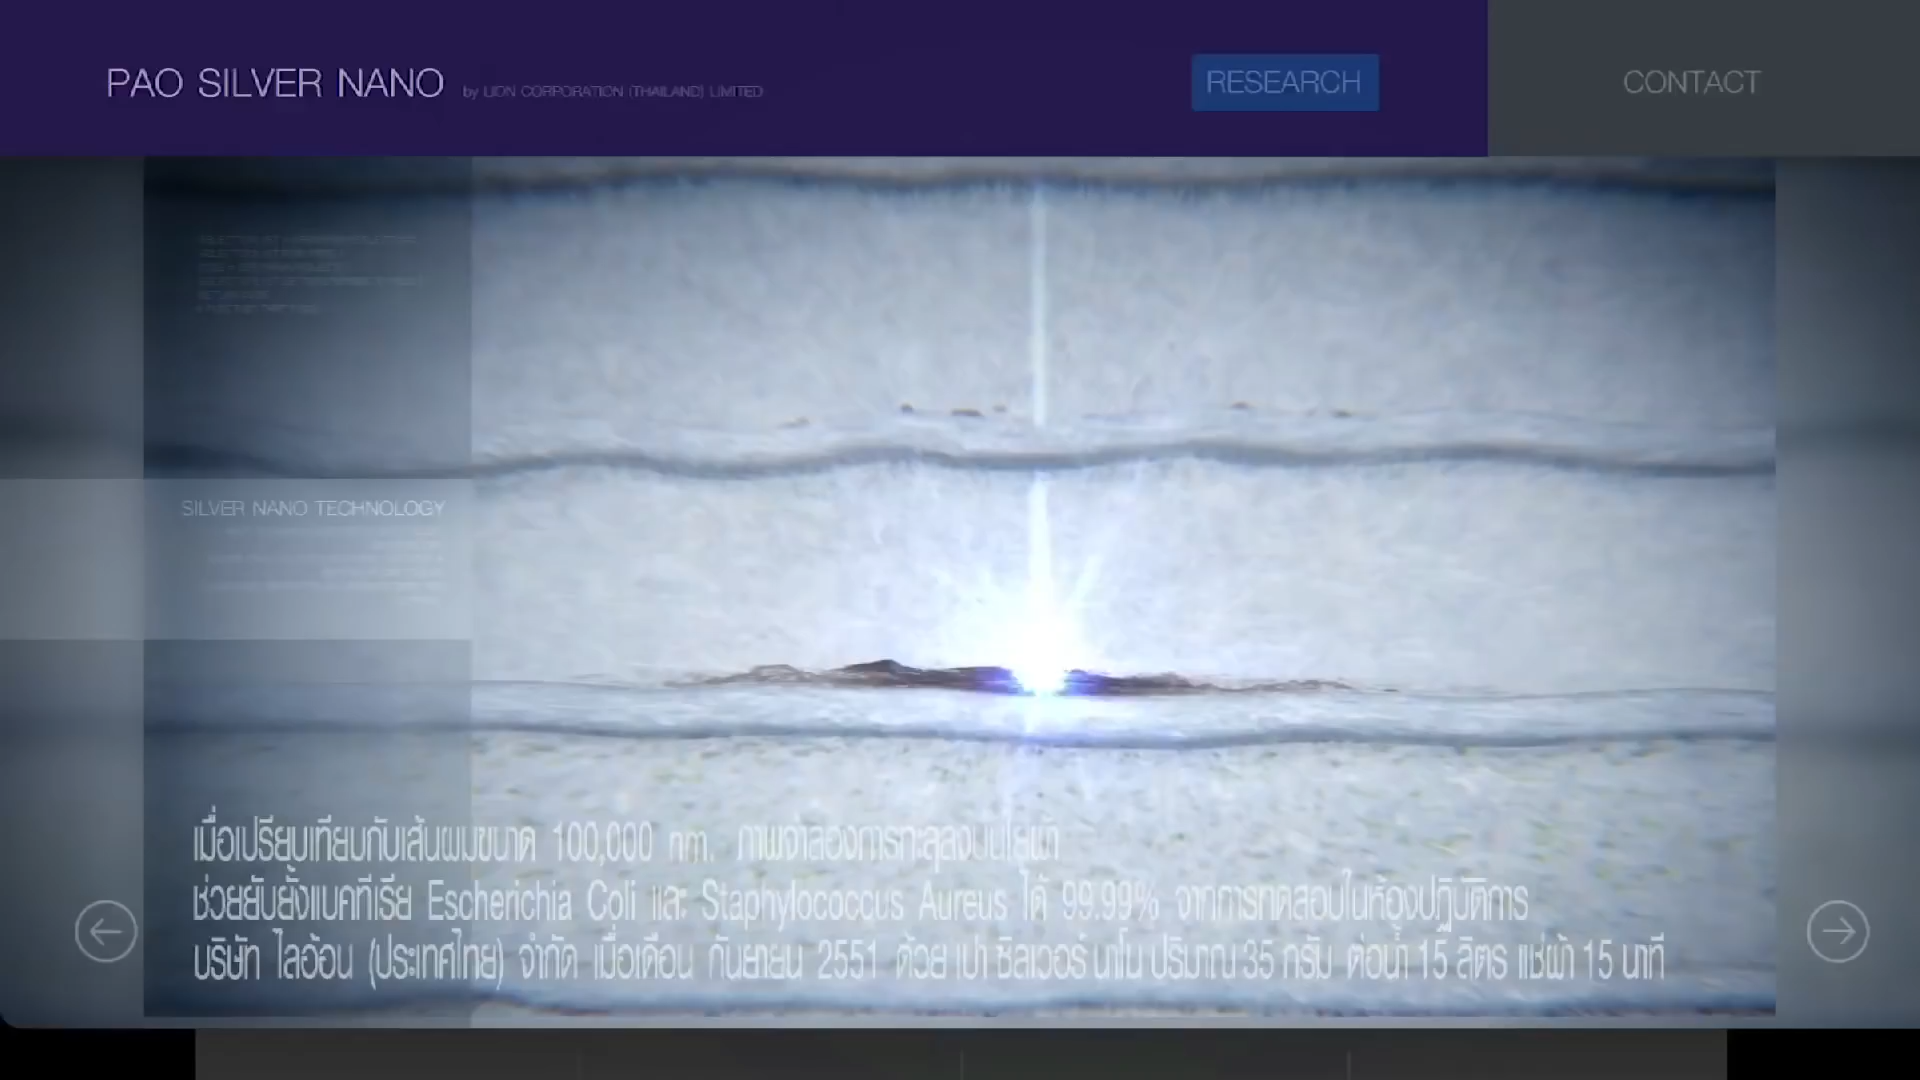 PAO SILVER NANO by LION CORPORATION (THAILAND) LIMITED
RESEARCH
CONTACT
SILVER NANO TECHNOLOGY
เมื่อเปรียบเทียบกับเส้นผมขนาด 100,000 nm. ภาพจำลองการทะลุลงบนใยผ้า
ช่วยยับยั้งแบคทีเรีย Escherichia Coli และ Staphylococcus Aureus ได้ 99.99% จากการทดสอบในห้องปฏิบัติการ
บริษัท ไลอ้อน (ประเทศไทย) จำกัด เมื่อเดือน กันยายน 2551 ด้วย เปา ซิลเวอร์ นาโน ปริมาณ 35 กรัม ต่อน้ำ 15 ลิตร แช่ผ้า 15 นาที